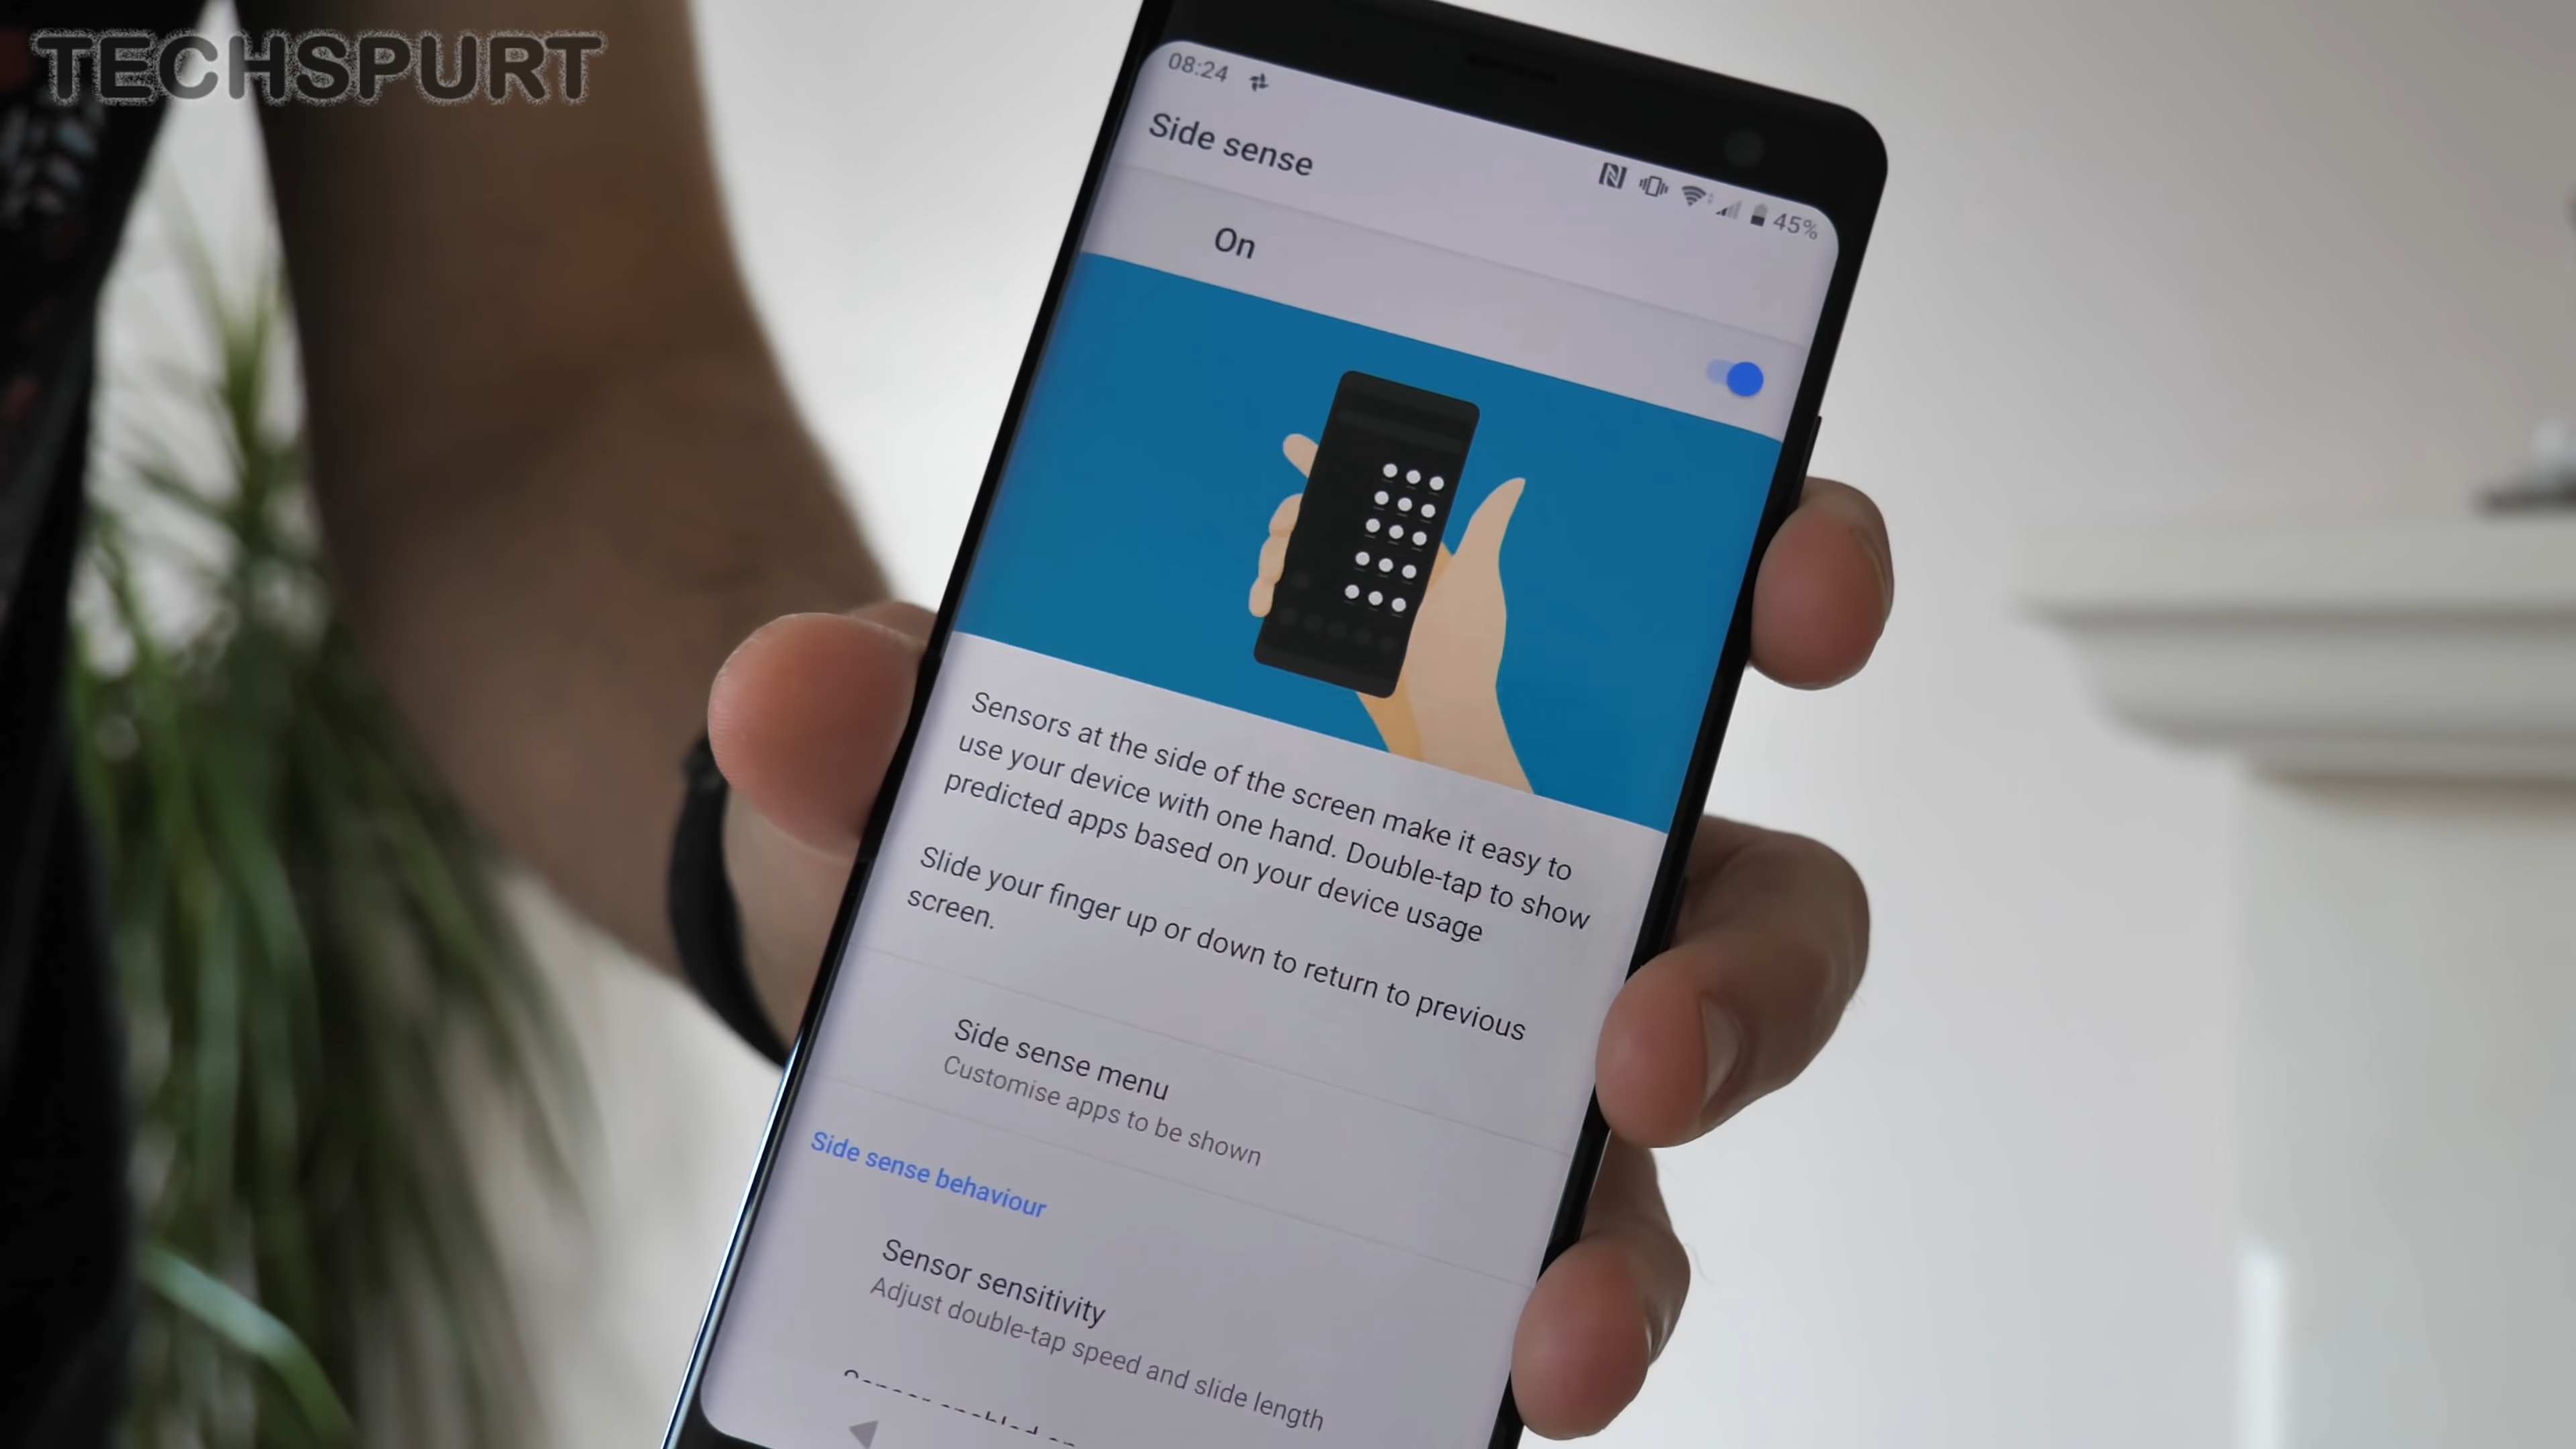 TECHSPURT
08:24
45%
Side sense
On
Sensors at the side of the screen make it easy to
use your device with one hand. Double-tap to show
predicted apps based on your device usage
Slide your finger up or down to return to previous
screen.
Side sense menu
Customise apps to be shown
Side sense behaviour
Sensor sensitivity
Adjust double-tap speed and slide length